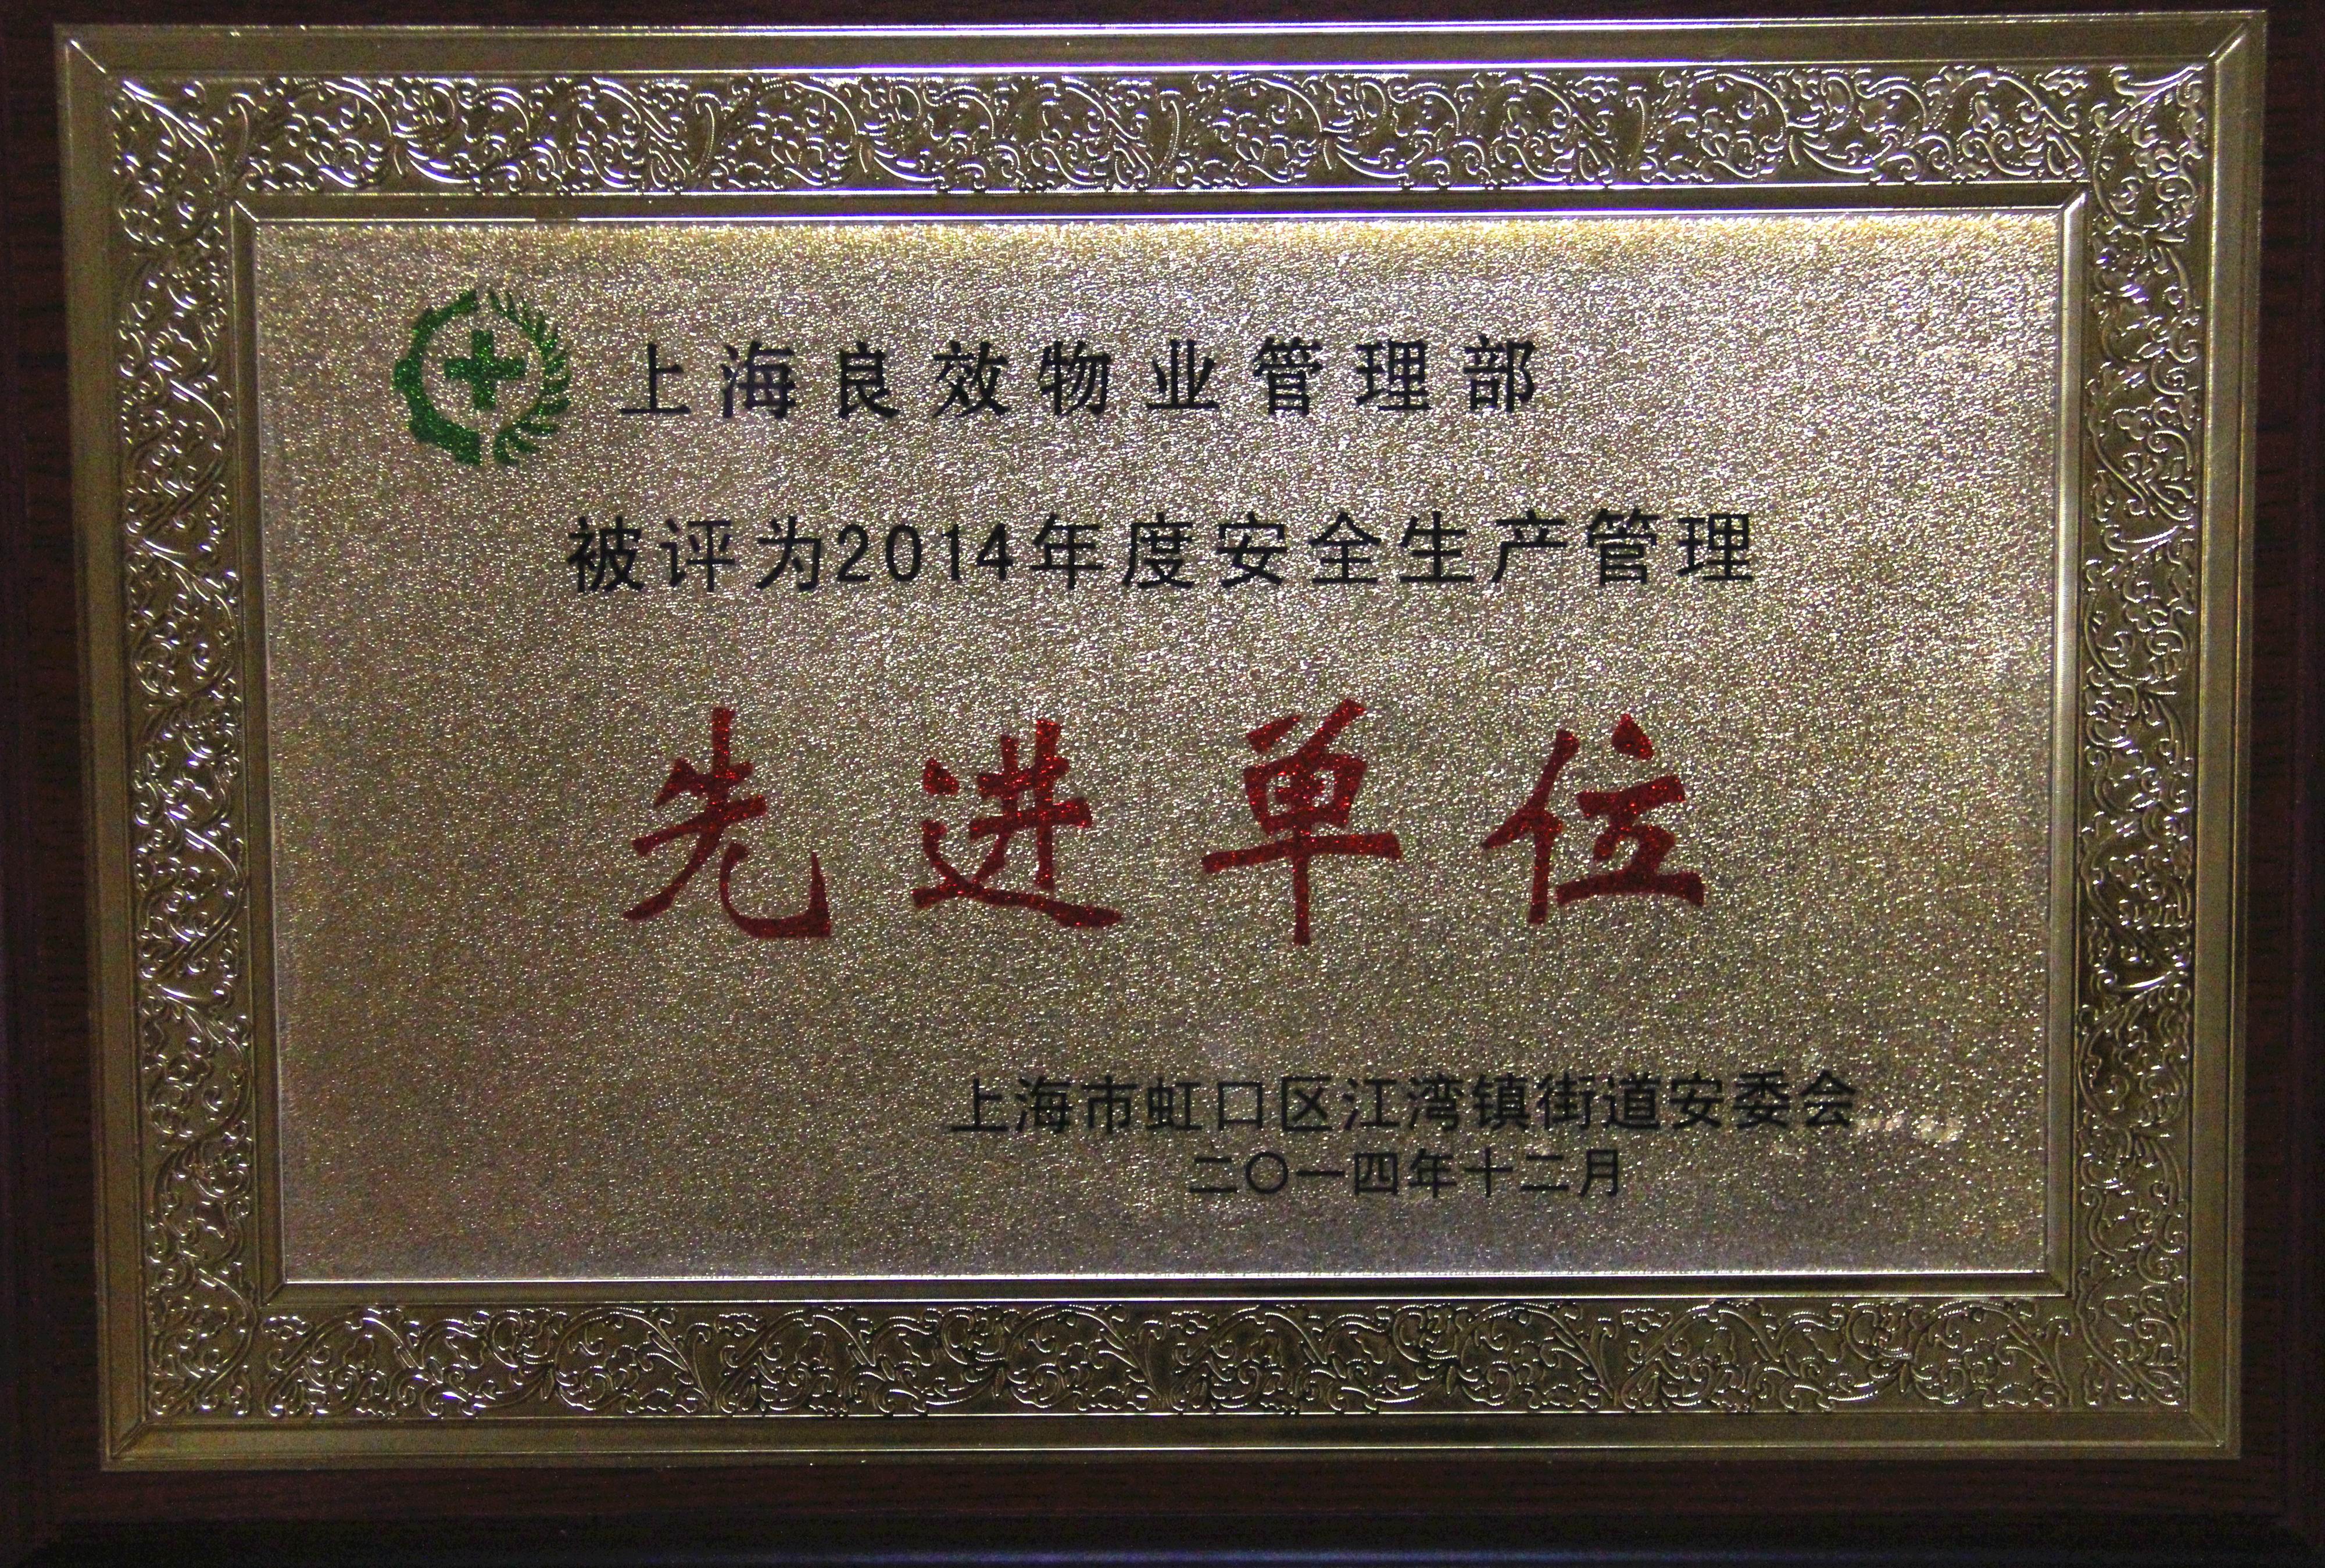 上海良效物业管理部
被评为2014年度安全生产管理
先进单位
上海市虹口区江湾镇街道安委会
二〇一四年十二月